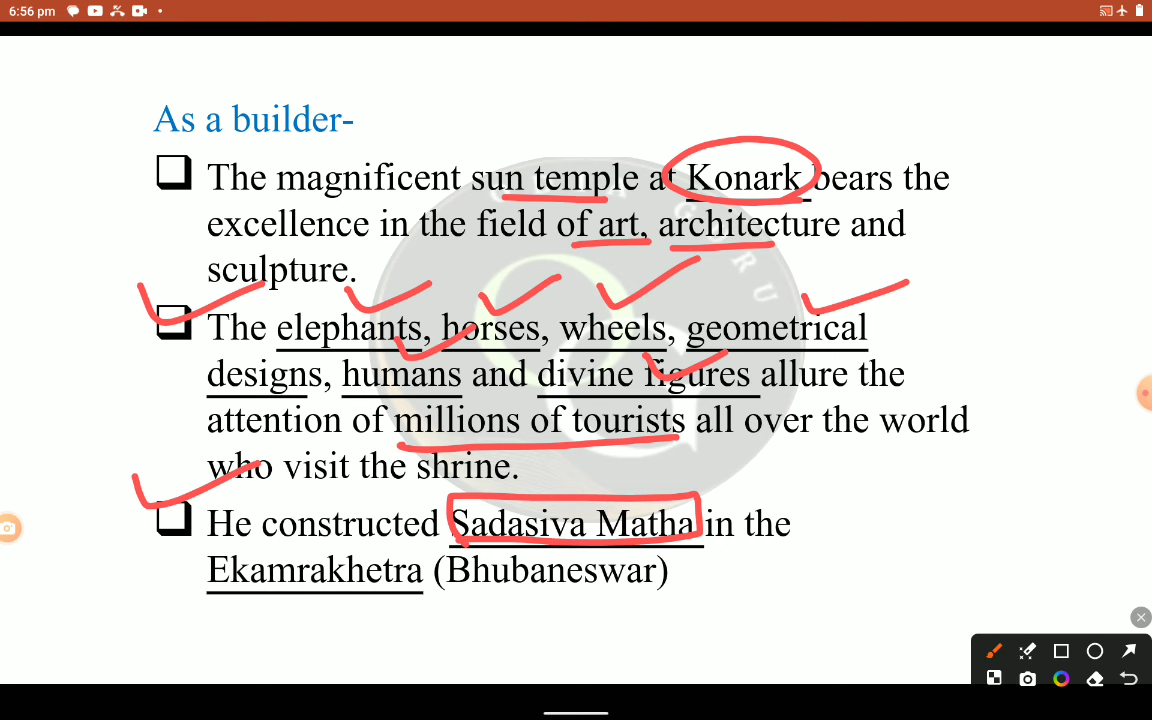 6:56 pm
As a builder-
The magnificent sun temple at Konark bears the
excellence in the field of art, architecture and
sculpture.
The elephants, horses, wheels, geometrical
designs, humans and divine figures allure the
attention of millions of tourists all over the world
who visit the shrine.
He constructed Sadasiva Matha in the
Ekamrakhetra (Bhubaneswar)